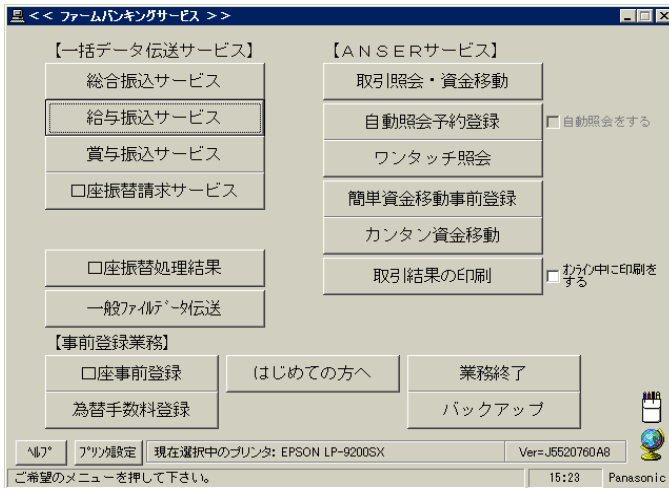 << ファームバンキングサービス >>
【一括データ伝送サービス】
総合振込サービス
給与振込サービス
賞与振込サービス
口座振替請求サービス
口座振替処理結果
一般ファイルデータ伝送
【ANSERサービス】
取引照会・資金移動
自動照会予約登録
自動照会をする
ワンタッチ照会
簡単資金移動事前登録
カンタン資金移動
取引結果の印刷
オンライン中に印刷を
する
【事前登録業務】
口座事前登録
はじめての方へ
業務終了
為替手数料登録
バックアップ
ヘルプ
プリンタ設定
現在選択中のプリンタ: EPSON LP-9200SX
Ver=J5520760A8
ご希望のメニューを押して下さい。
15:23
Panasonic